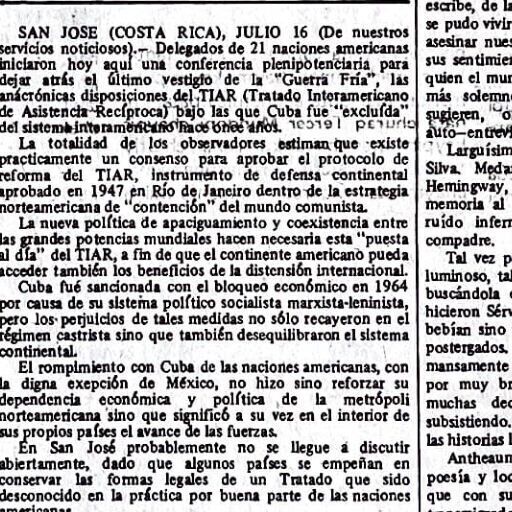 SAN JOSE (COSTA RICA), JULIO 16 (De nuestros
servicios noticiosos).— Delegados de 21 naciones americanas
iniciaron hoy aquí una conferencia plenipotenciaria para
dejar atrás el último vestigio de la "Guerra Fría", las
anacrónicas disposiciones del TIAR (Tratado Interamericano
de Asistencia Recíproca) bajo las que Cuba fue "excluída"
del sistema interamericano hace once años.
La totalidad de los observadores estiman que existe
practicamente un consenso para aprobar el protocolo de
reforma del TIAR, instrumento de defensa continental
aprobado en 1947 en Río de Janeiro dentro de la estrategia
norteamericana de "contención" del mundo comunista.
La nueva política de apaciguamiento y coexistencia entre
las grandes potencias mundiales hacen necesaria esta "puesta
al día" del TIAR, a fin de que el continente americano pueda
acceder también los beneficios de la distensión internacional.
Cuba fué sancionada con el bloqueo económico en 1964
por causa de su sistema político socialista marxista-leninista,
pero los perjuicios de tales medidas no sólo recayeron en el
régimen castrista sino que también desequilibraron el sistema
continental.
El rompimiento con Cuba de las naciones americanas, con
la digna exepción de México, no hizo sino reforzar su
dependencia económica y política de la metrópoli
norteamericana sino que significó a su vez en el interior de
sus propios países el avance de las fuerzas.
En San José probablemente no se llegue a discutir
abiertamente, dado que algunos países se empeñan en
conservar las formas legales de un Tratado que sido
desconocido en la práctica por buena parte de las naciones
americanas
escribe, de la
se pudo vivir
asesinar nues
sus sentimien
quien el mun
más solemn
sugieren, o
auto—entrevi
Larguísim
Silva. Meda
Hemingway,
memoria al
ruído infern
compadre.
Tal vez p
luminoso, tal
buscándola
hicieron Sérv
bebían sino
postergados.
mansamente
por muy br
muchas dec
subsistiendo.
las historias l
Antheaum
poesía y loc
que con su